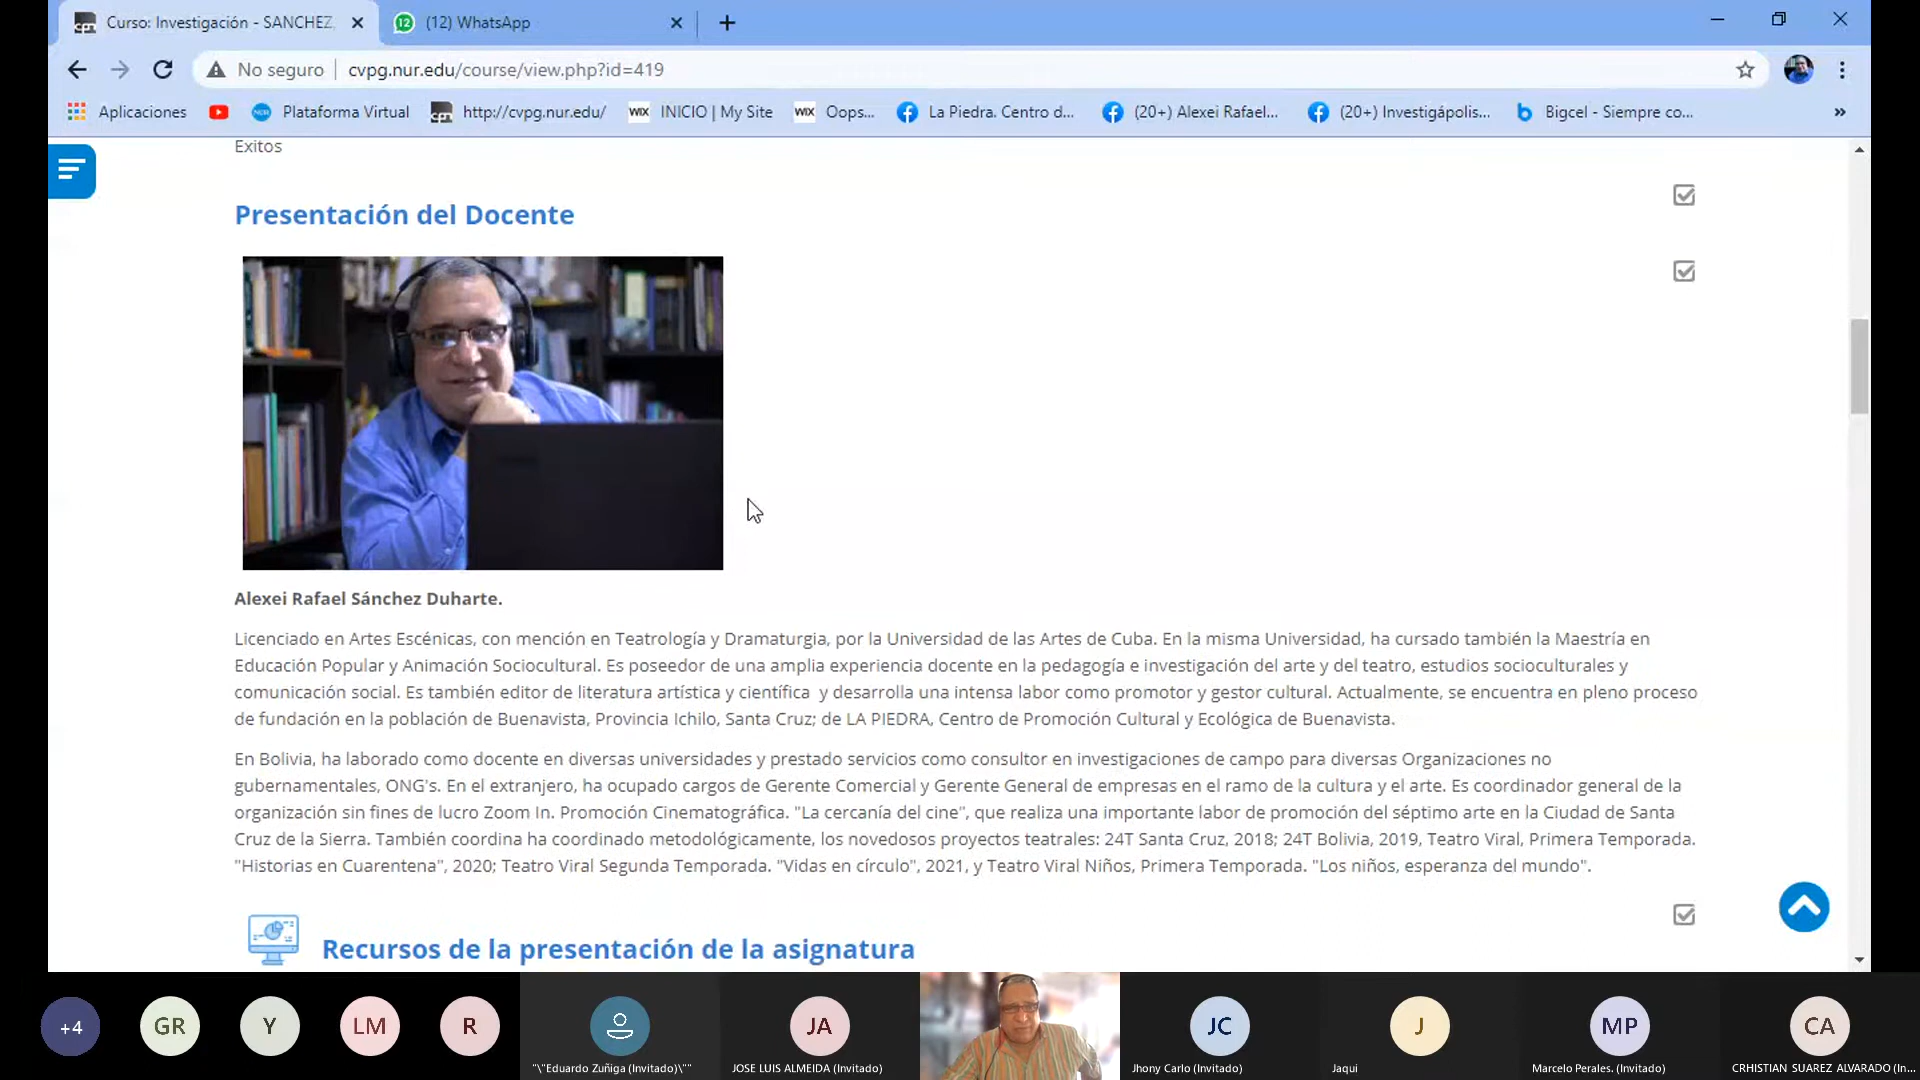 Curso: Investigación - SANCHEZ
(12) WhatsApp
No seguro
cvpg.nur.edu/course/view.php?id=419
Aplicaciones
Plataforma Virtual
http://cvpg.nur.edu/
WIX
INICIO | My Site
WIX
Oops...
La Piedra. Centro d...
(20+) Alexei Rafael...
(20+) Investigápolis...
Bigcel - Siempre co...
»
Exitos
Presentación del Docente
Alexei Rafael Sánchez Duharte.
Licenciado en Artes Escénicas, con mención en Teatrología y Dramaturgia, por la Universidad de las Artes de Cuba. En la misma Universidad, ha cursado también la Maestría en
Educación Popular y Animación Sociocultural. Es poseedor de una amplia experiencia docente en la pedagogía e investigación del arte y del teatro, estudios socioculturales y
comunicación social. Es también editor de literatura artística y científica y desarrolla una intensa labor como promotor y gestor cultural. Actualmente, se encuentra en pleno proceso
de fundación en la población de Buenavista, Provincia Ichilo, Santa Cruz; de LA PIEDRA, Centro de Promoción Cultural y Ecológica de Buenavista.
En Bolivia, ha laborado como docente en diversas universidades y prestado servicios como consultor en investigaciones de campo para diversas Organizaciones no
gubernamentales, ONG's. En el extranjero, ha ocupado cargos de Gerente Comercial y Gerente General de empresas en el ramo de la cultura y el arte. Es coordinador general de la
organización sin fines de lucro Zoom In. Promoción Cinematográfica. "La cercanía del cine", que realiza una importante labor de promoción del séptimo arte en la Ciudad de Santa
Cruz de la Sierra. También coordina ha coordinado metodológicamente, los novedosos proyectos teatrales: 24T Santa Cruz, 2018; 24T Bolivia, 2019, Teatro Viral, Primera Temporada.
"Historias en Cuarentena", 2020; Teatro Viral Segunda Temporada. "Vidas en círculo", 2021, y Teatro Viral Niños, Primera Temporada. "Los niños, esperanza del mundo".
Recursos de la presentación de la asignatura
+4
GR
Y
LM
R
"\"Eduardo Zuñiga (Invitado)\""
JA
JOSE LUIS ALMEIDA (Invitado)
JC
Jhony Carlo (Invitado)
J
Jaqui
MP
Marcelo Perales. (Invitado)
CA
CRHISTIAN SUAREZ ALVARADO (In...